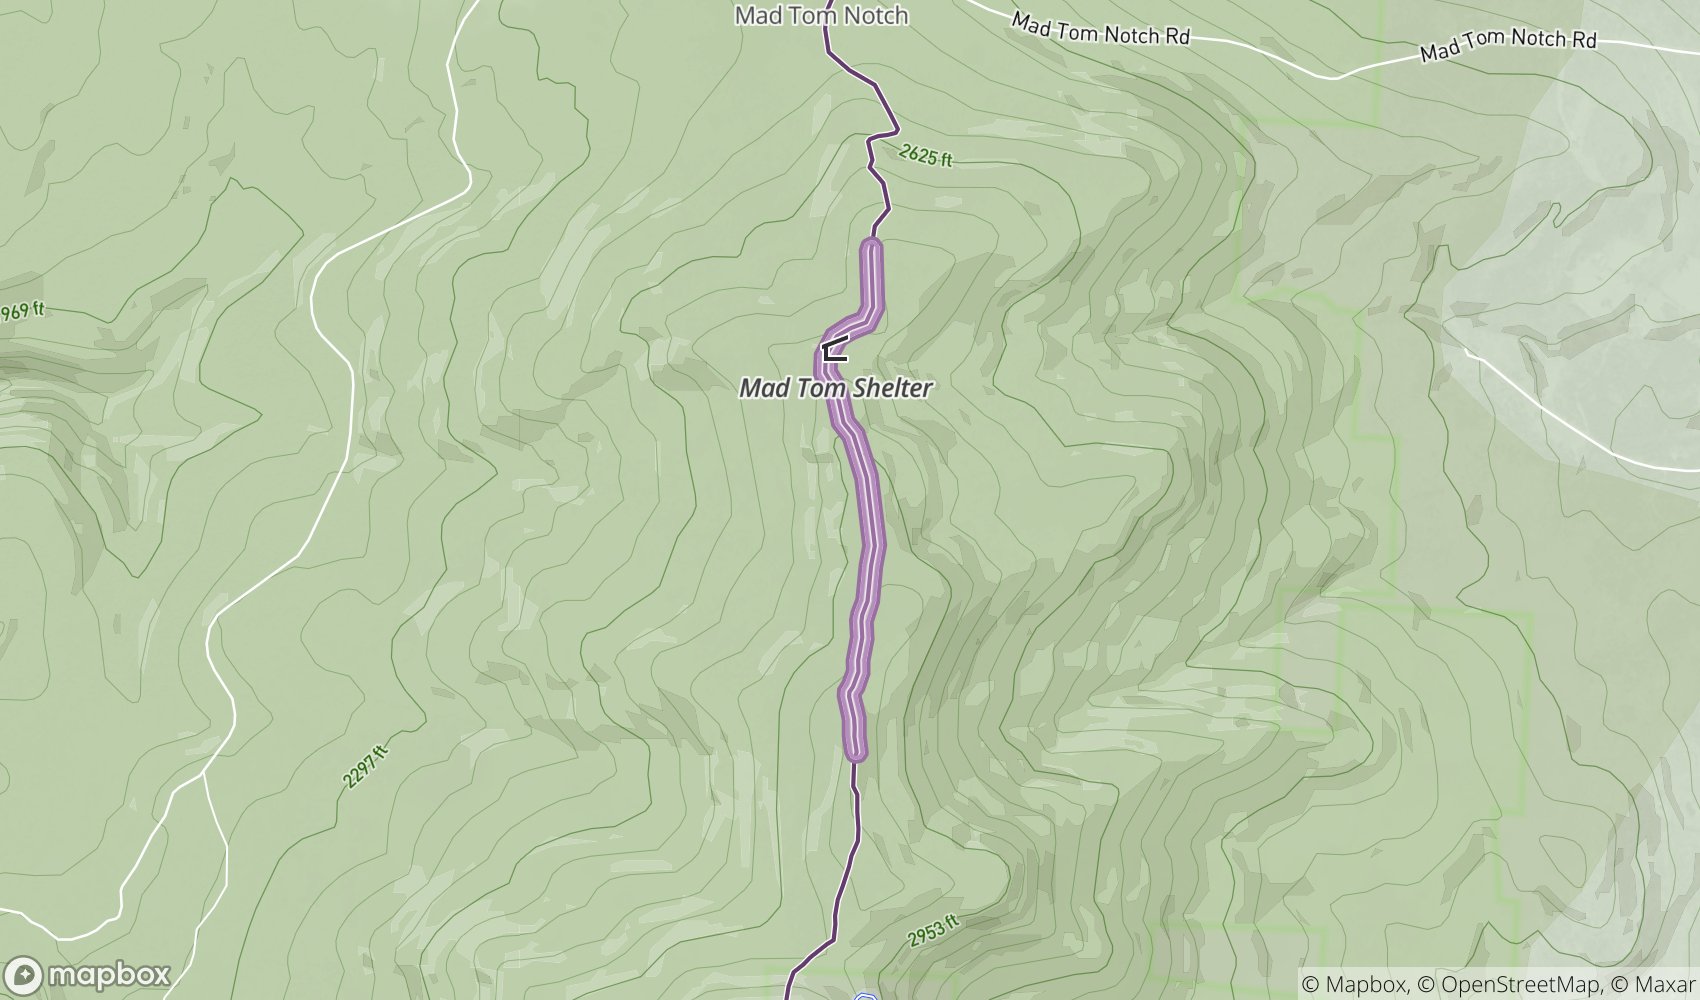 Mad Tom Notch
Mad Tom Notch Rd
Mad Tom Notch Rd
2625 ft
969 ft
Mad Tom Shelter
2297 ft
2953 ft
mapbox
© Mapbox, © OpenStreetMap, © Maxar